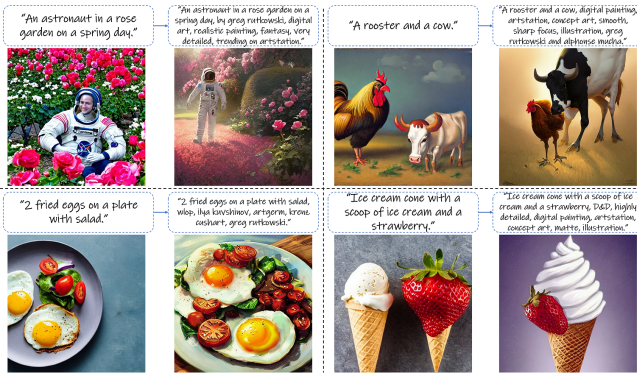 "An astronaut in a rose
garden on a spring day."
"An astronaut in a rose garden on a
spring day, by greg rutkowski, digital
art, realistic painting, fantasy, very
detailed, trending on artstation."
"A rooster and a cow."
"A rooster and a cow, digital painting,
artstation, concept art, smooth,
sharp focus, illustration, greg
rutkowski and alphonse mucha."
"2 fried eggs on a plate
with salad."
"2 fried eggs on a plate with salad,
wlop, ilya kuvshinov, artgerm, krenz
cushart, greg rutkowski."
"Ice cream cone with a
scoop of ice cream and a
strawberry."
"Ice cream cone with a scoop of ice
cream and a strawberry, D&D, highly
detailed, digital painting, artstation,
concept art, matte, illustration."